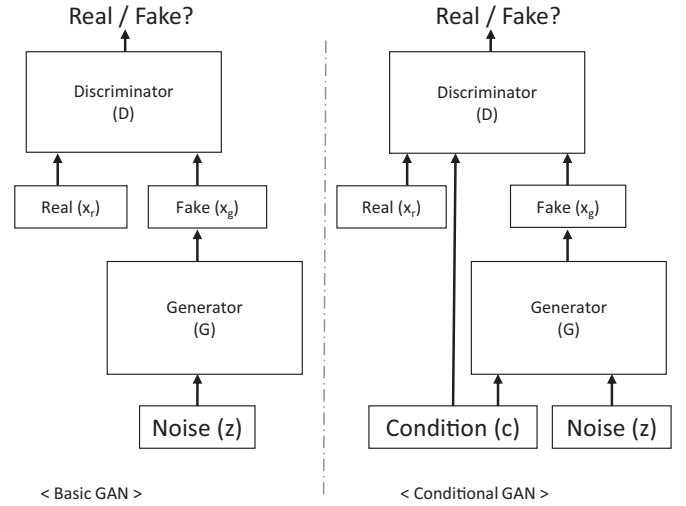 Real / Fake?
Discriminator
(D)
Real (xr)
Fake (xg)
Generator
(G)
Noise (z)
< Basic GAN >
Real / Fake?
Discriminator
(D)
Real (xr)
Fake (xg)
Generator
(G)
Condition (c)
Noise (z)
< Conditional GAN >